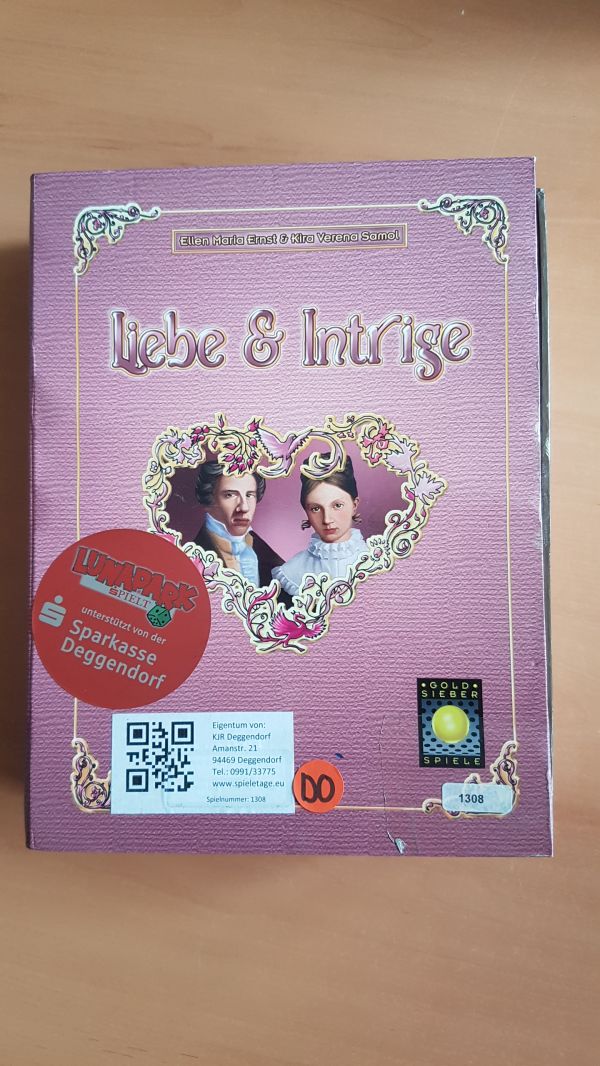 Ellen Maria Ernst & Kira Verena Samol
Liebe & Intrige
LUNAPARK
SPIELT
unterstützt von der
Sparkasse
Deggendorf
GOLD
SIEBER
SPIELE
Eigentum von:
KJR Deggendorf
Amanstr. 21
94469 Deggendorf
Tel.: 0991/33775
www.spieletage.eu
Spielnummer: 1308
DO
1308